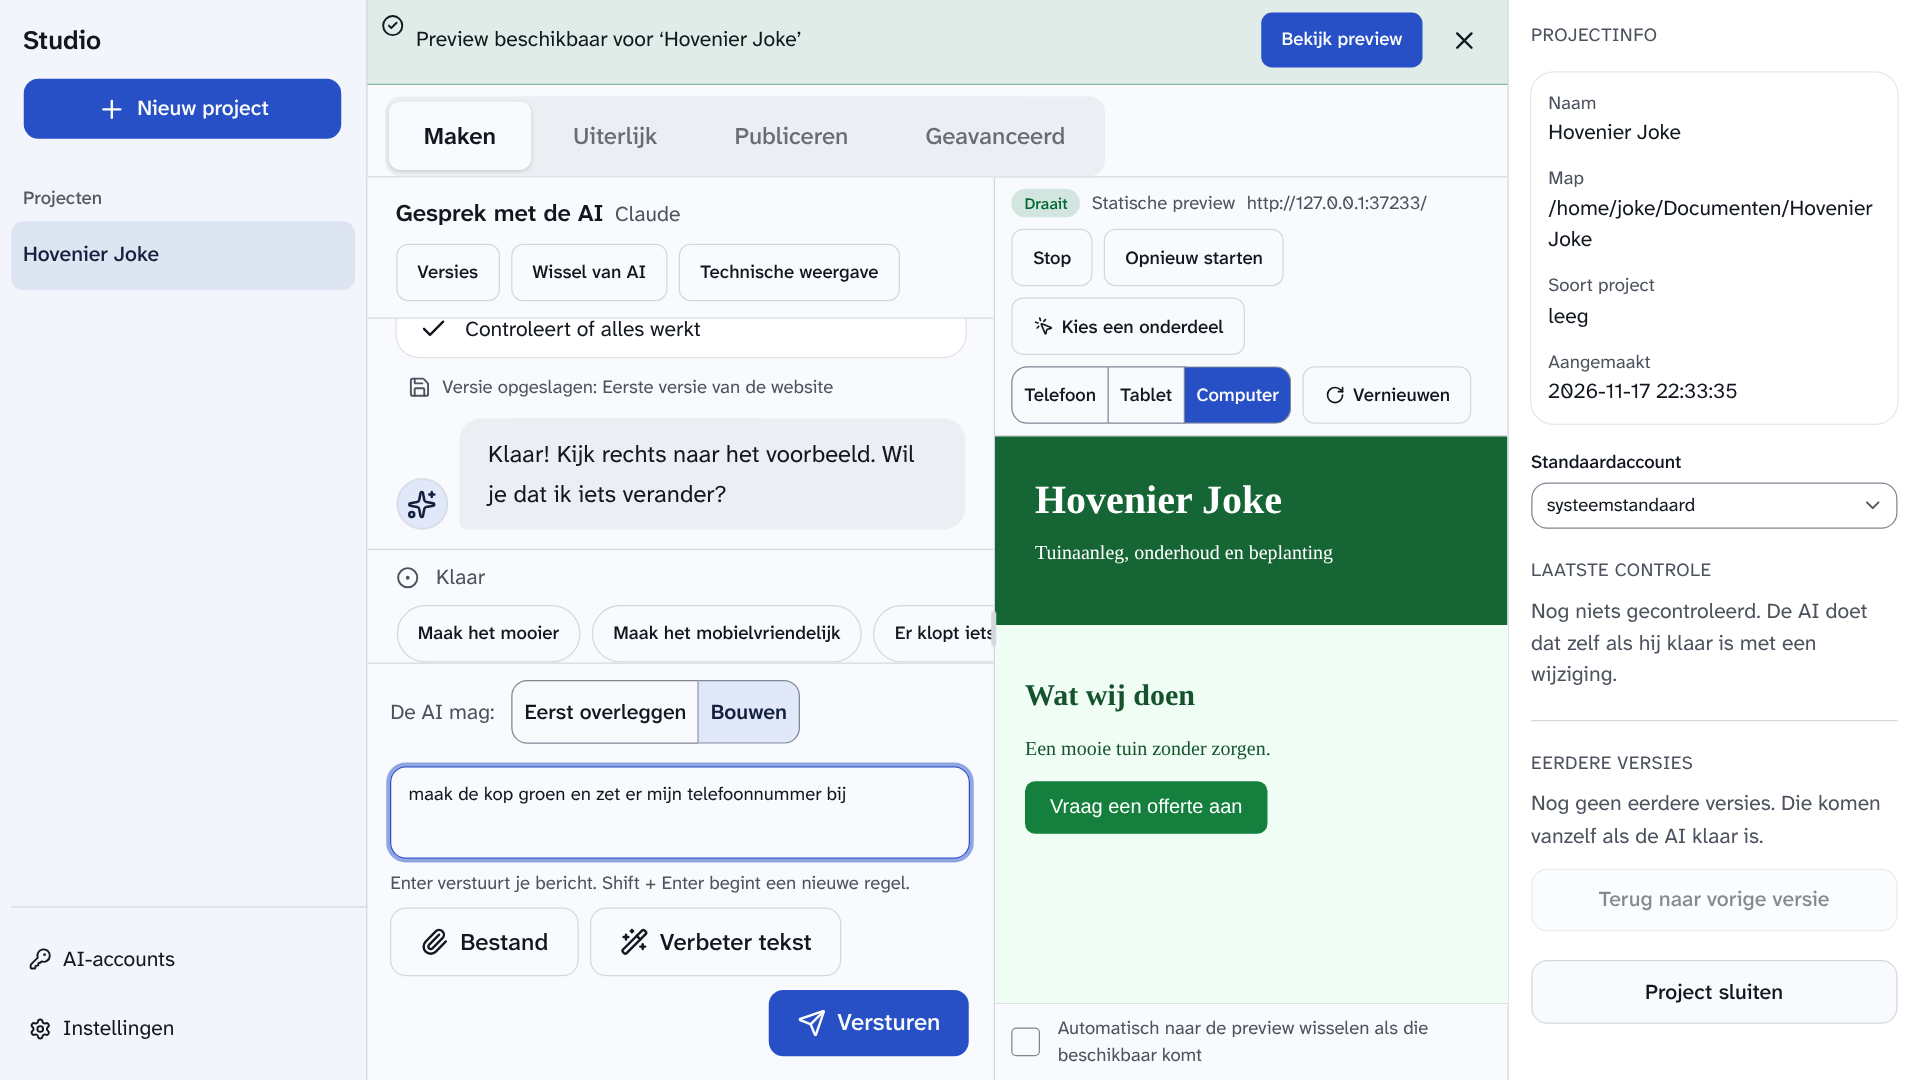 Studio
Nieuw project
Projecten
Hovenier Joke
AI-accounts
Instellingen
Preview beschikbaar voor ‘Hovenier Joke’
Bekijk preview
Maken
Uiterlijk
Publiceren
Geavanceerd
Gesprek met de AI Claude
Versies
Wissel van AI
Technische weergave
Controleert of alles werkt
Versie opgeslagen: Eerste versie van de website
Klaar! Kijk rechts naar het voorbeeld. Wil
je dat ik iets verander?
Klaar
Maak het mooier
Maak het mobielvriendelijk
Er klopt iets
De AI mag:
Eerst overleggen
Bouwen
maak de kop groen en zet er mijn telefoonnummer bij
Enter verstuurt je bericht. Shift + Enter begint een nieuwe regel.
Bestand
Verbeter tekst
Versturen
Draait
Statische preview http://127.0.0.1:37233/
Stop
Opnieuw starten
Kies een onderdeel
Telefoon
Tablet
Computer
Vernieuwen
Hovenier Joke
Tuinaanleg, onderhoud en beplanting
Wat wij doen
Een mooie tuin zonder zorgen.
Vraag een offerte aan
Automatisch naar de preview wisselen als die
beschikbaar komt
PROJECTINFO
Naam
Hovenier Joke
Map
/home/joke/Documenten/Hovenier
Joke
Soort project
leeg
Aangemaakt
2026-11-17 22:33:35
Standaardaccount
systeemstandaard
LAATSTE CONTROLE
Nog niets gecontroleerd. De AI doet
dat zelf als hij klaar is met een
wijziging.
EERDERE VERSIES
Nog geen eerdere versies. Die komen
vanzelf als de AI klaar is.
Terug naar vorige versie
Project sluiten